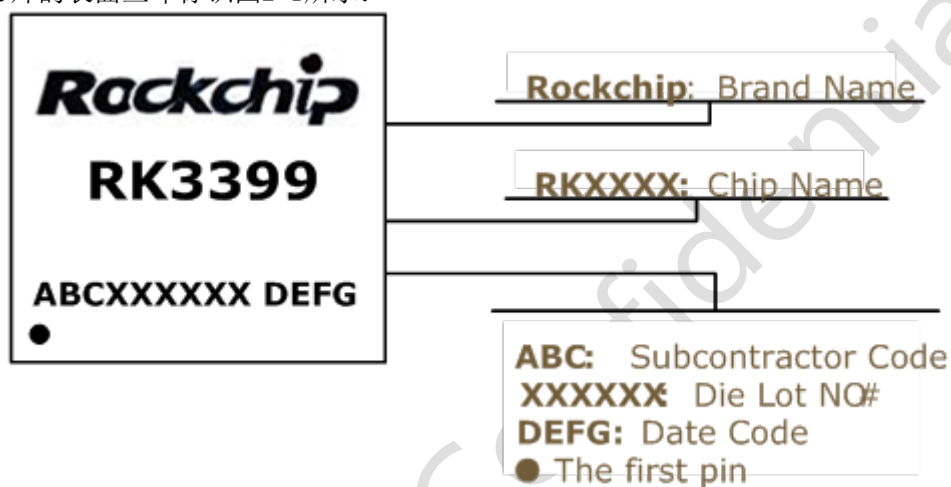 Rockchip
RK3399
ABCXXXXXX DEFG
Rockchip: Brand Name
RKXXXX: Chip Name
ABC: Subcontractor Code
XXXXXX: Die Lot NO#
DEFG: Date Code
● The first pin